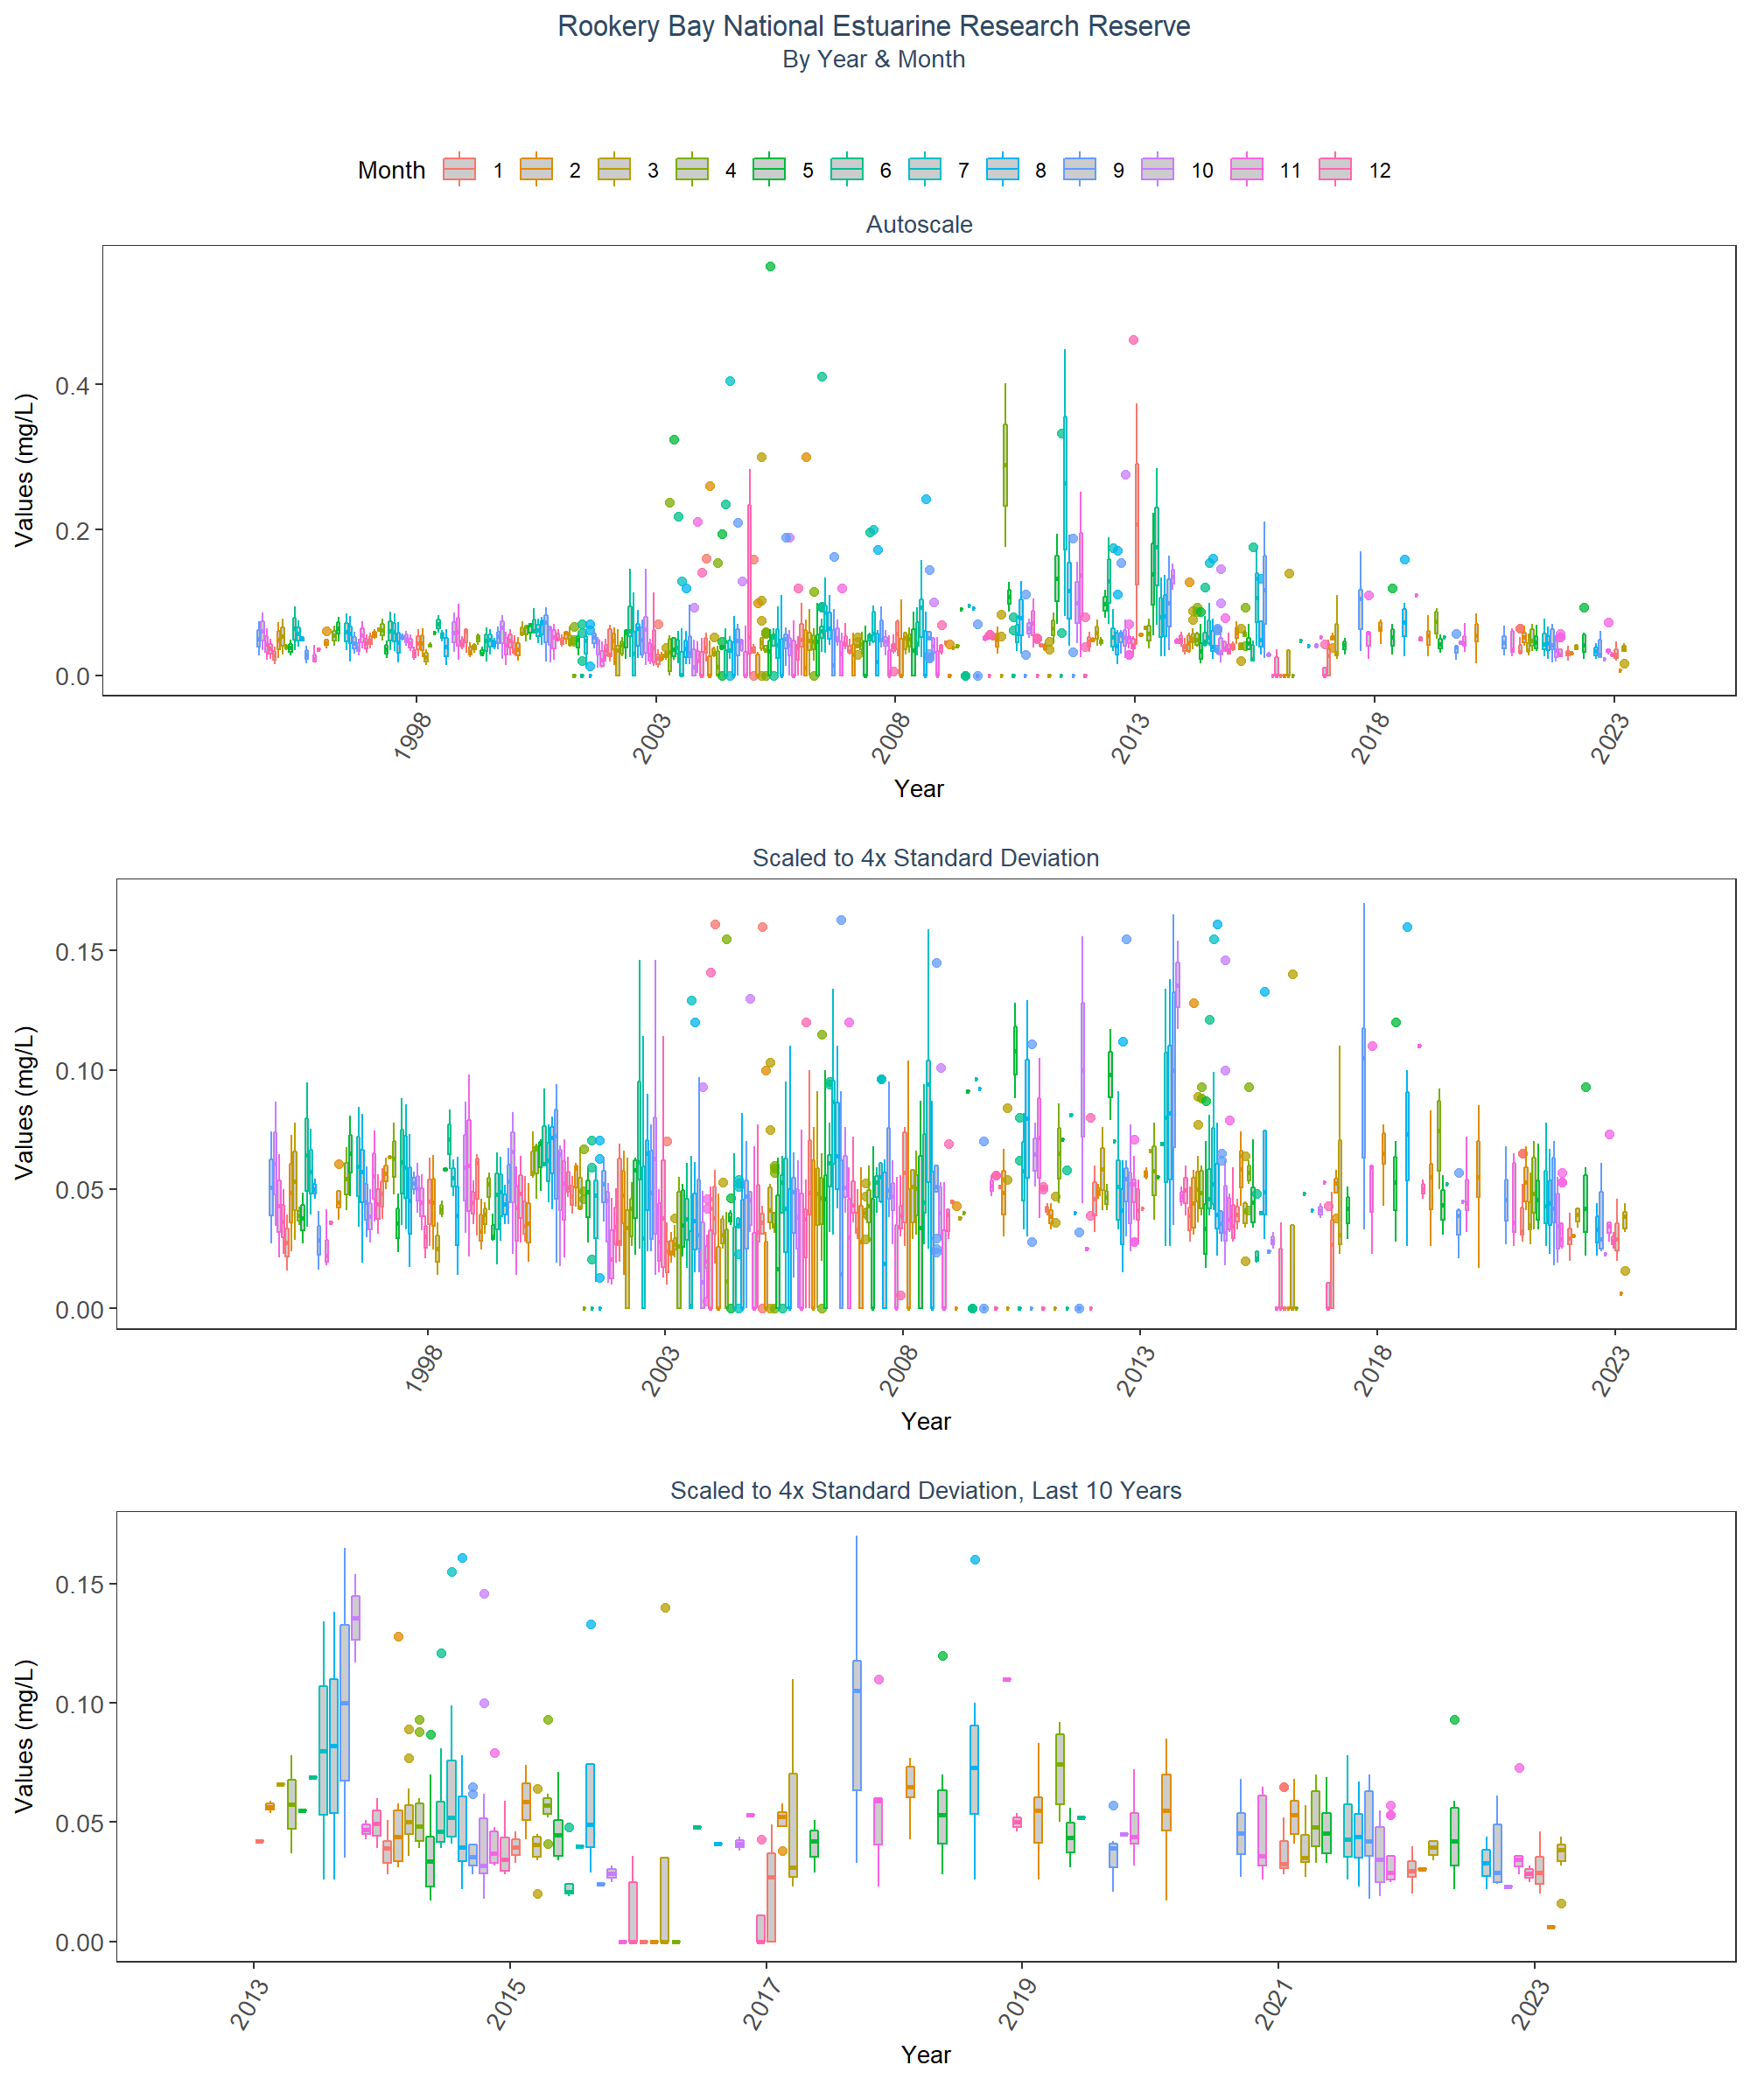 Rookery Bay National Estuarine Research Reserve
By Year & Month
Month 1 2 3 4 5 6 7 8 9 10 11 12
Autoscale
Values (mg/L)
0.4
0.2
0.0
1998 2003 2008 2013 2018 2023
Year
Scaled to 4x Standard Deviation
Values (mg/L)
0.15
0.10
0.05
0.00
1998 2003 2008 2013 2018 2023
Year
Scaled to 4x Standard Deviation, Last 10 Years
Values (mg/L)
0.15
0.10
0.05
0.00
2013 2015 2017 2019 2021 2023
Year